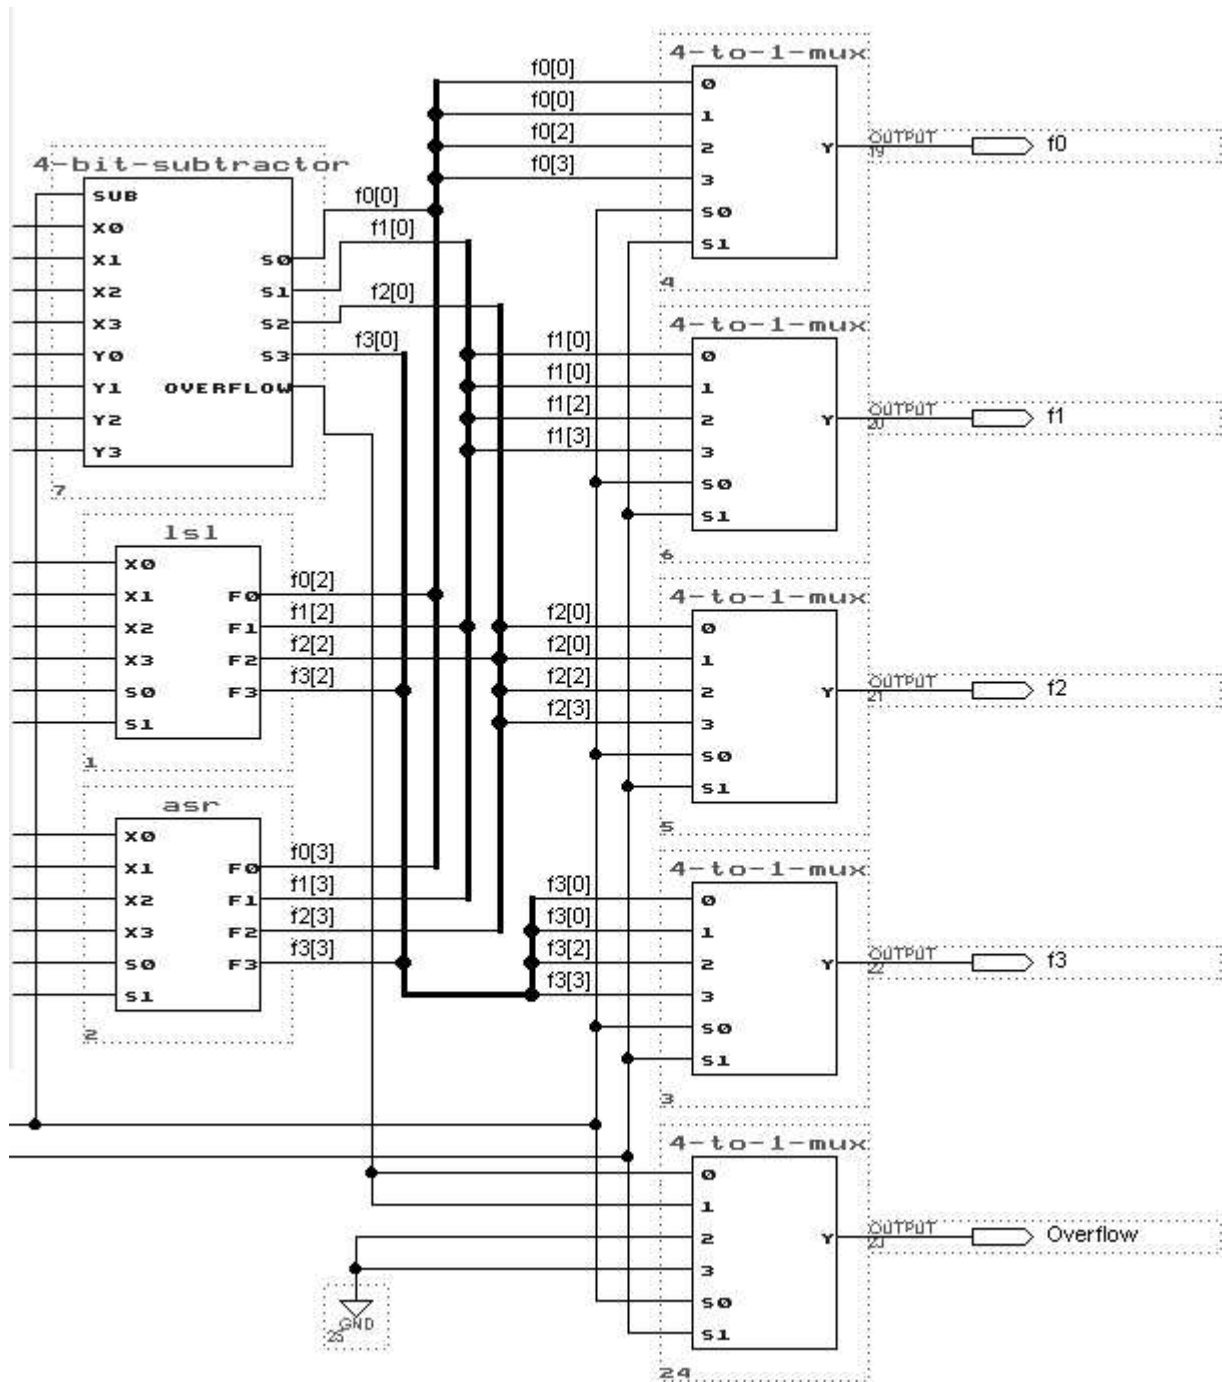 4-to-1-mux
f0[0] 0
f0[0] 1
f0[2] 2 Y OUTPUT 19 f0
f0[3] 3
S0
S1
4
4-bit-subtractor
SUB
X0
X1 S0 f0[0]
X2 S1 f1[0]
X3 S2 f2[0]
Y0 S3 f3[0]
Y1 OVERFLOW
Y2
Y3
7
4-to-1-mux
f1[0] 0
f1[0] 1
f1[2] 2 Y OUTPUT 20 f1
f1[3] 3
S0
S1
6
lsl
X0
X1 F0 f0[2]
X2 F1 f1[2]
X3 F2 f2[2]
S0 F3 f3[2]
S1
1
4-to-1-mux
f2[0] 0
f2[0] 1
f2[2] 2 Y OUTPUT 21 f2
f2[3] 3
S0
S1
5
asr
X0
X1 F0 f0[3]
X2 F1 f1[3]
X3 F2 f2[3]
S0 F3 f3[3]
S1
2
4-to-1-mux
f3[0] 0
f3[0] 1
f3[2] 2 Y OUTPUT 22 f3
f3[3] 3
S0
S1
3
4-to-1-mux
0
1
2 Y OUTPUT 23 Overflow
3
S0
S1
24
GND
25